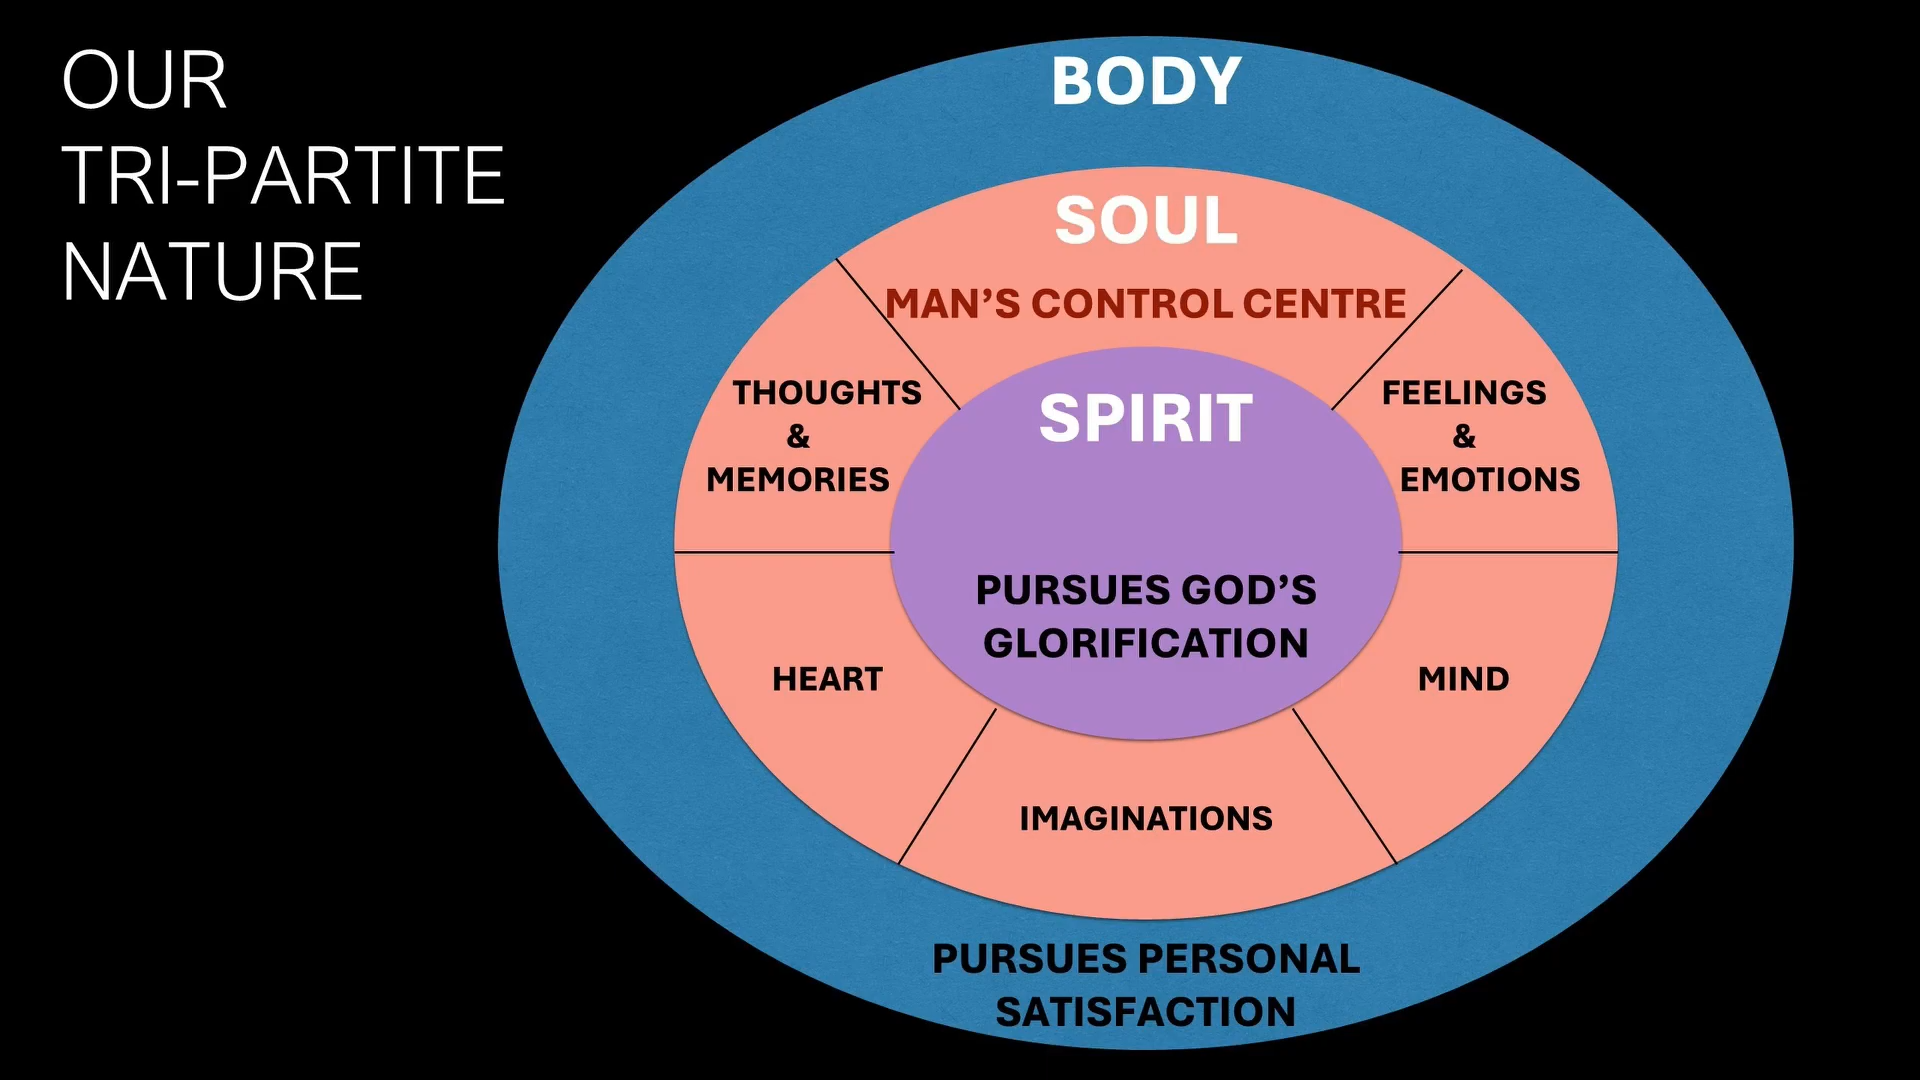 OUR
TRI-PARTITE
NATURE
BODY
SOUL
MAN’S CONTROL CENTRE
SPIRIT
THOUGHTS
&
MEMORIES
FEELINGS
&
EMOTIONS
PURSUES GOD’S
GLORIFICATION
HEART
MIND
IMAGINATIONS
PURSUES PERSONAL
SATISFACTION